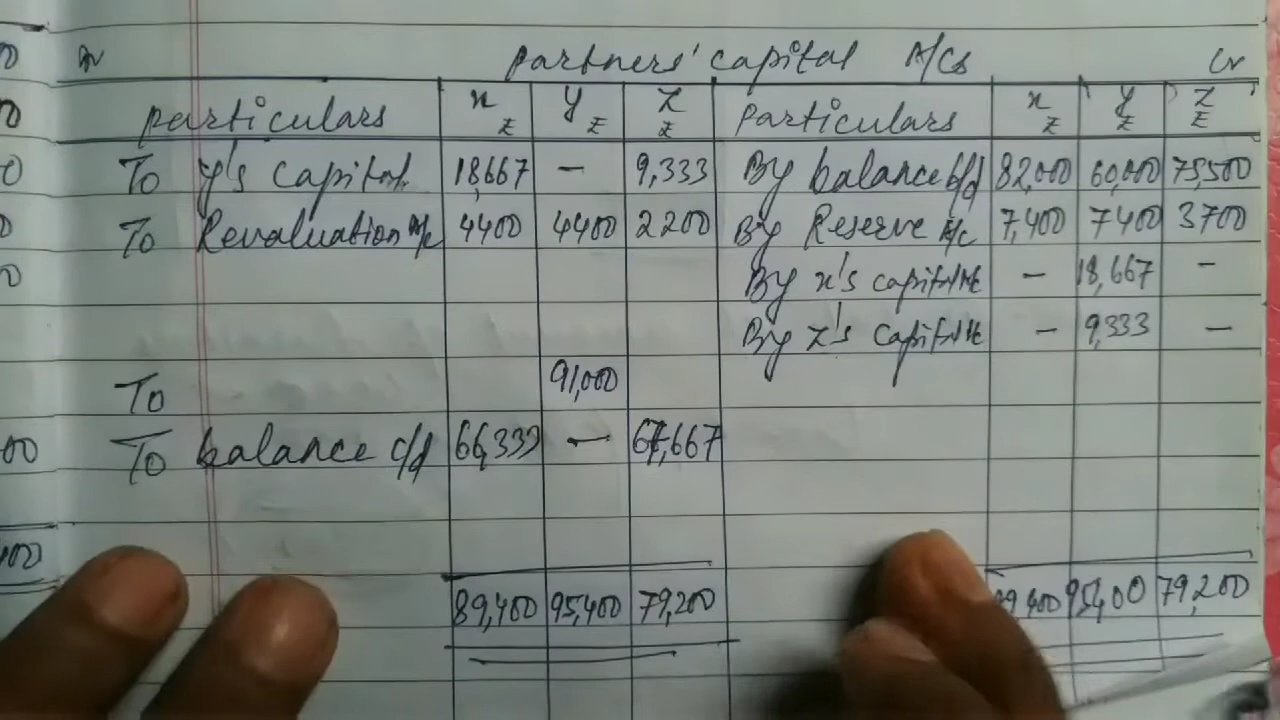 Dr Partners' capital A/Cs Cr
particulars x y z Particulars x y z
To y's capital 18,667 — 9,333 By balance b/d 82,000 60,000 75,500
To Revaluation A/c 4400 4400 2200 By Reserve A/c 7,400 7400 3700
By x's capital A/c — 18,667 —
By z's capital A/c — 9,333 —
To 91,000
To balance c/d 66,333 — 67,667
89,400 95,400 79,200 9,400 95,400 79,200